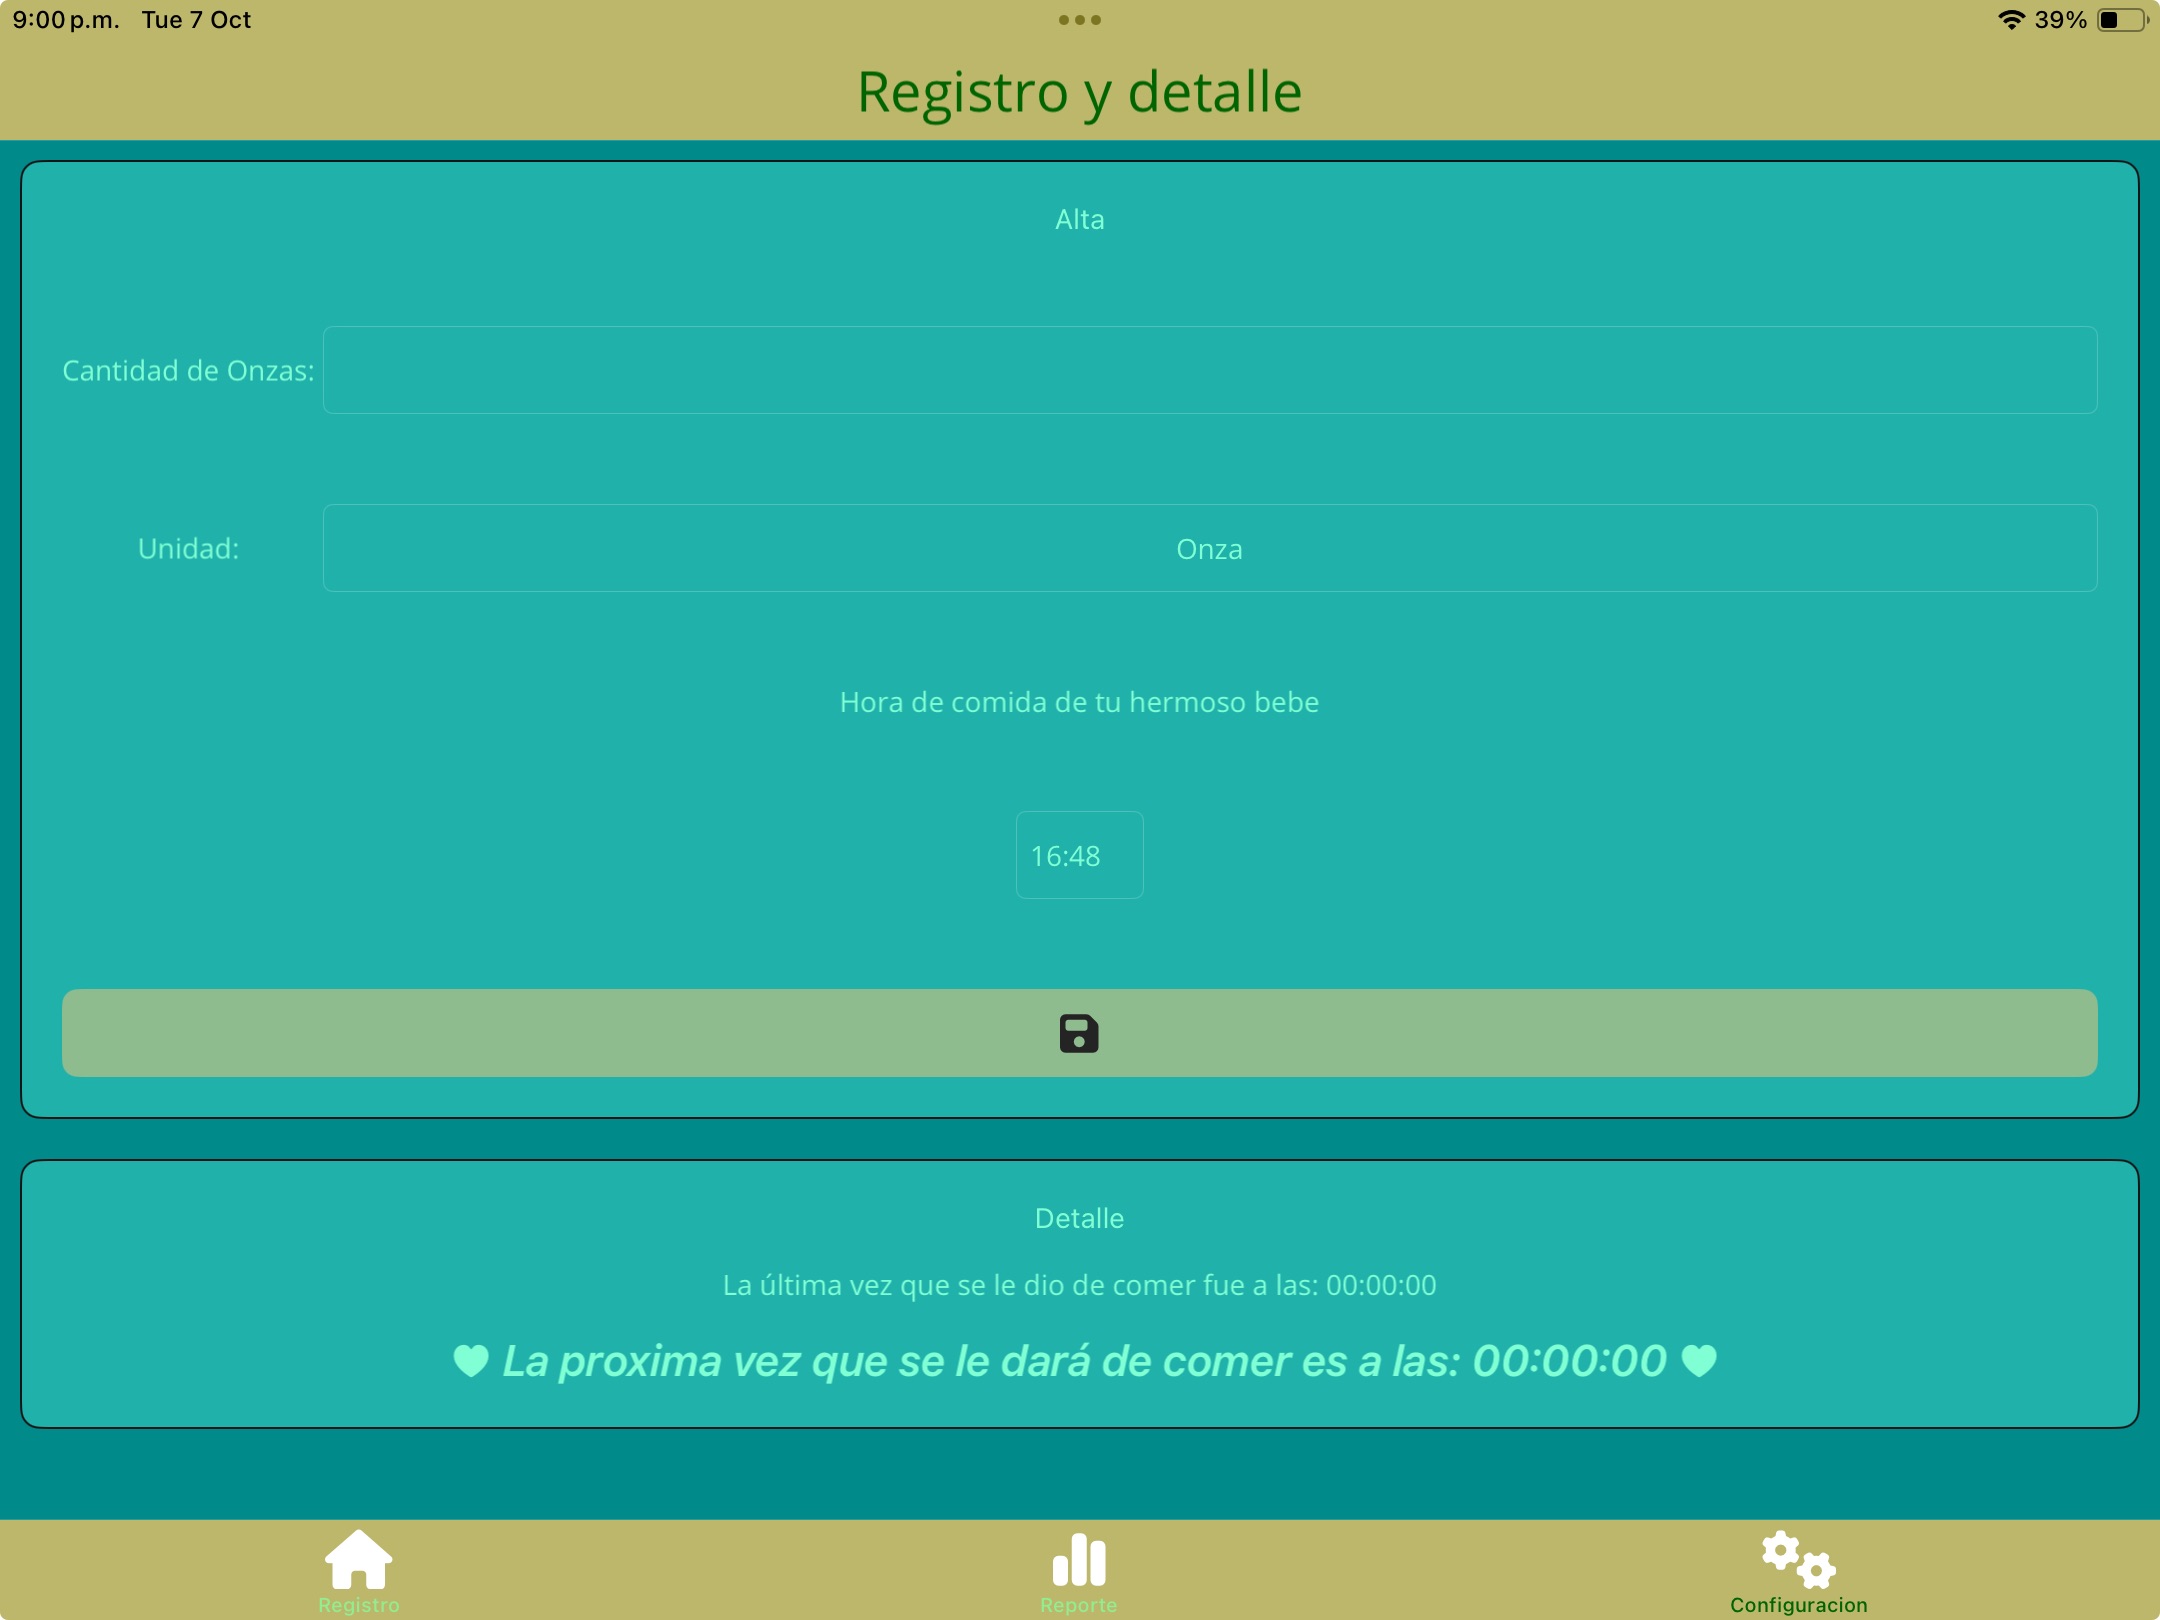 9:00 p.m. Tue 7 Oct
39%
Registro y detalle
Alta
Cantidad de Onzas:
Unidad:
Onza
Hora de comida de tu hermoso bebe
16:48
Detalle
La última vez que se le dio de comer fue a las: 00:00:00
La proxima vez que se le dará de comer es a las: 00:00:00
Registro
Reporte
Configuracion